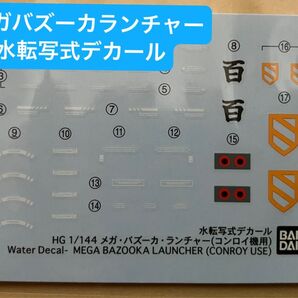 ガバズーカランチャー
水転写式デカール
⑧
⑯
百
百
⑰
⑨
⑩
⑮
⑪
⑫
⑬
⑭
水転写式デカール
HG 1/144 メガ・バズーカ・ランチャー(コンロイ機用)
Water Decal- MEGA BAZOOKA LAUNCHER (CONROY USE)
BAN
DAI